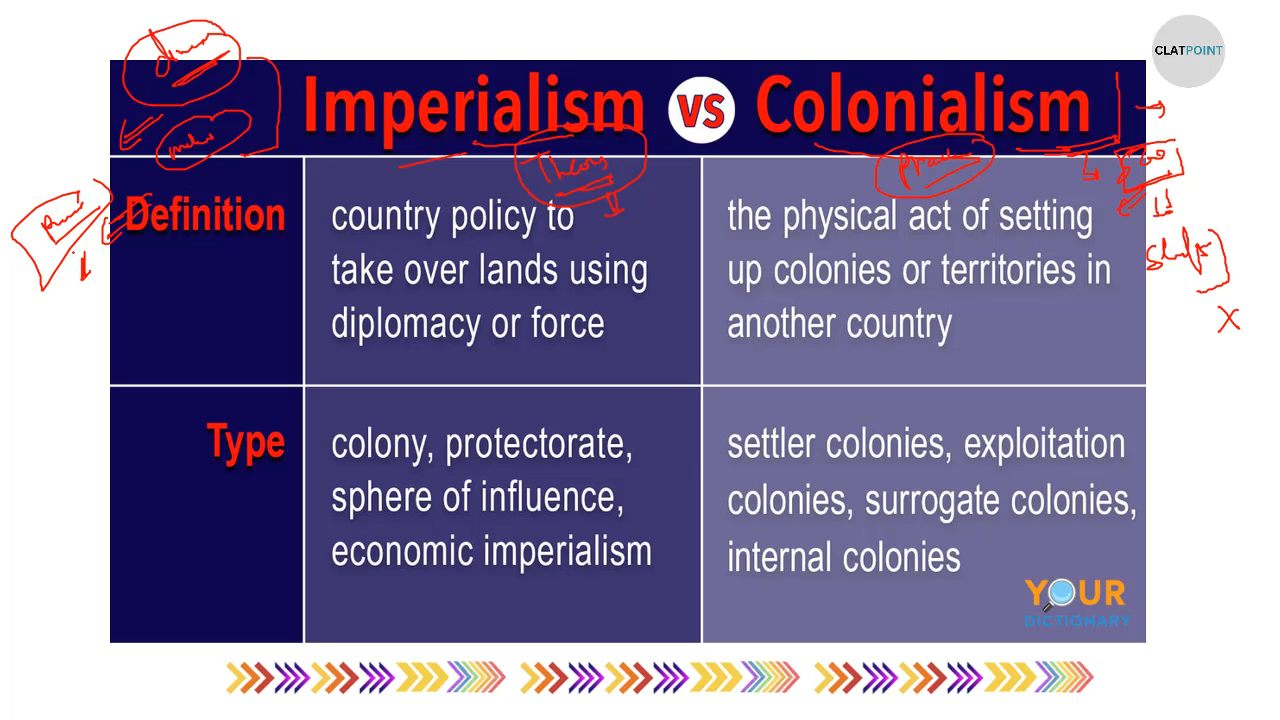 CLATPOINT
Imperialism VS Colonialism
Theory
Definition
country policy to
take over lands using
diplomacy or force
the physical act of setting
up colonies or territories in
another country
Type
colony, protectorate,
sphere of influence,
economic imperialism
settler colonies, exploitation
colonies, surrogate colonies,
internal colonies
YOUR
DICTIONARY